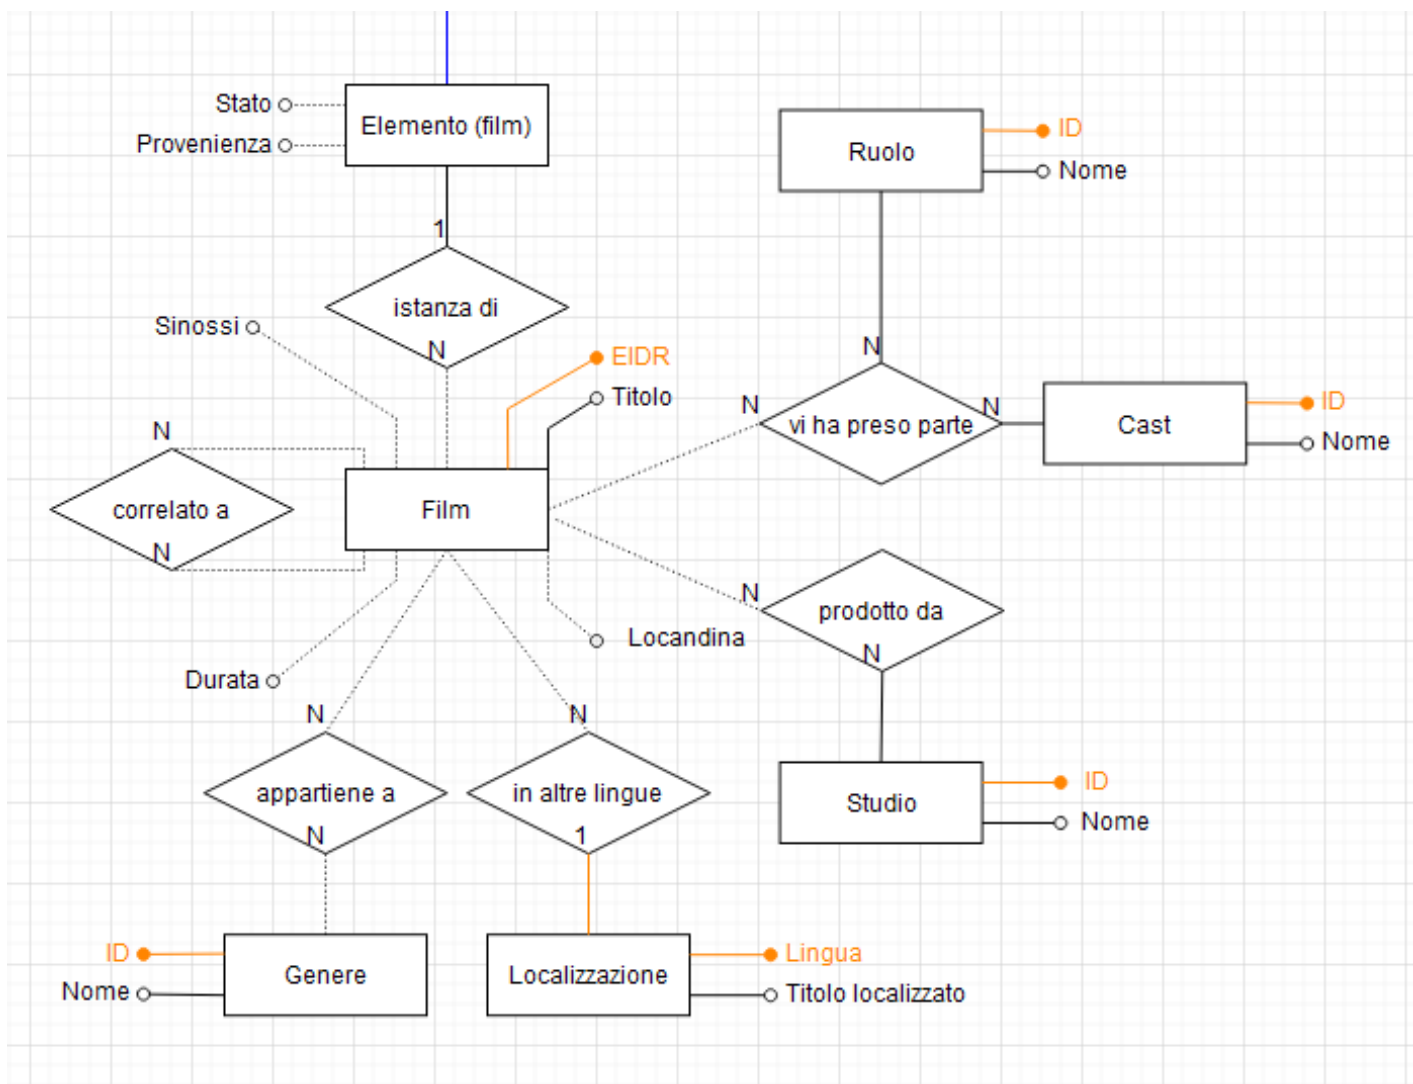 Stato
Elemento (film)
Provenienza
Ruolo
ID
Nome
1
istanza di
N
Sinossi
EIDR
Titolo
N
vi ha preso parte
N
N
Cast
ID
Nome
N
correlato a
N
Film
N
prodotto da
N
Locandina
Durata
N
appartiene a
N
N
in altre lingue
1
Studio
ID
Nome
ID
Nome
Genere
Localizzazione
Lingua
Titolo localizzato